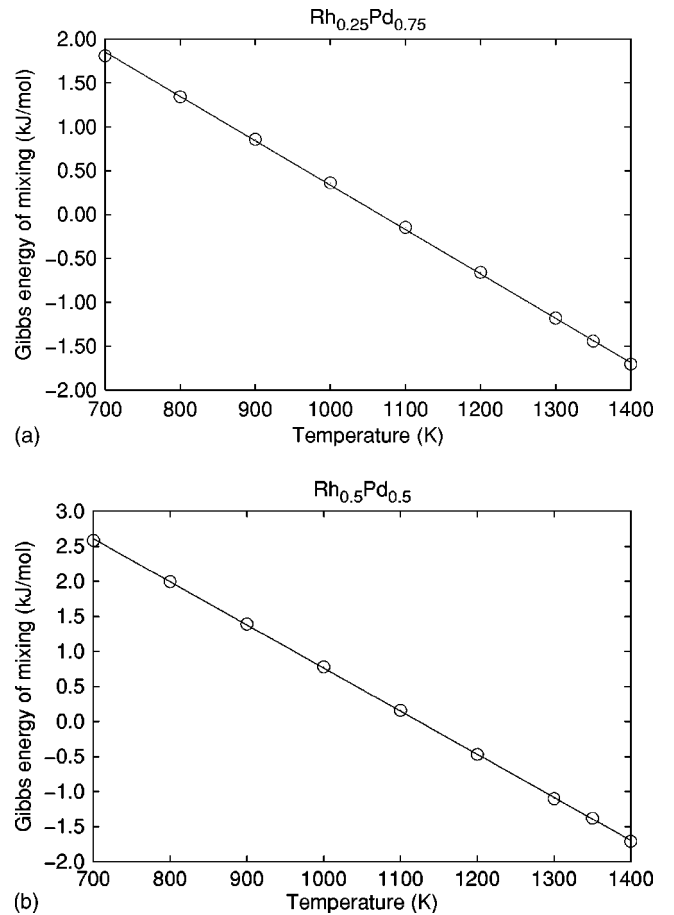 Rh0.25Pd0.75
2.00
1.50
1.00
0.50
0.00
−0.50
−1.00
−1.50
−2.00
Gibbs energy of mixing (kJ/mol)
700 800 900 1000 1100 1200 1300 1400
(a) Temperature (K)
Rh0.5Pd0.5
3.0
2.5
2.0
1.5
1.0
0.5
0.0
−0.5
−1.0
−1.5
−2.0
Gibbs energy of mixing (kJ/mol)
700 800 900 1000 1100 1200 1300 1400
(b) Temperature (K)